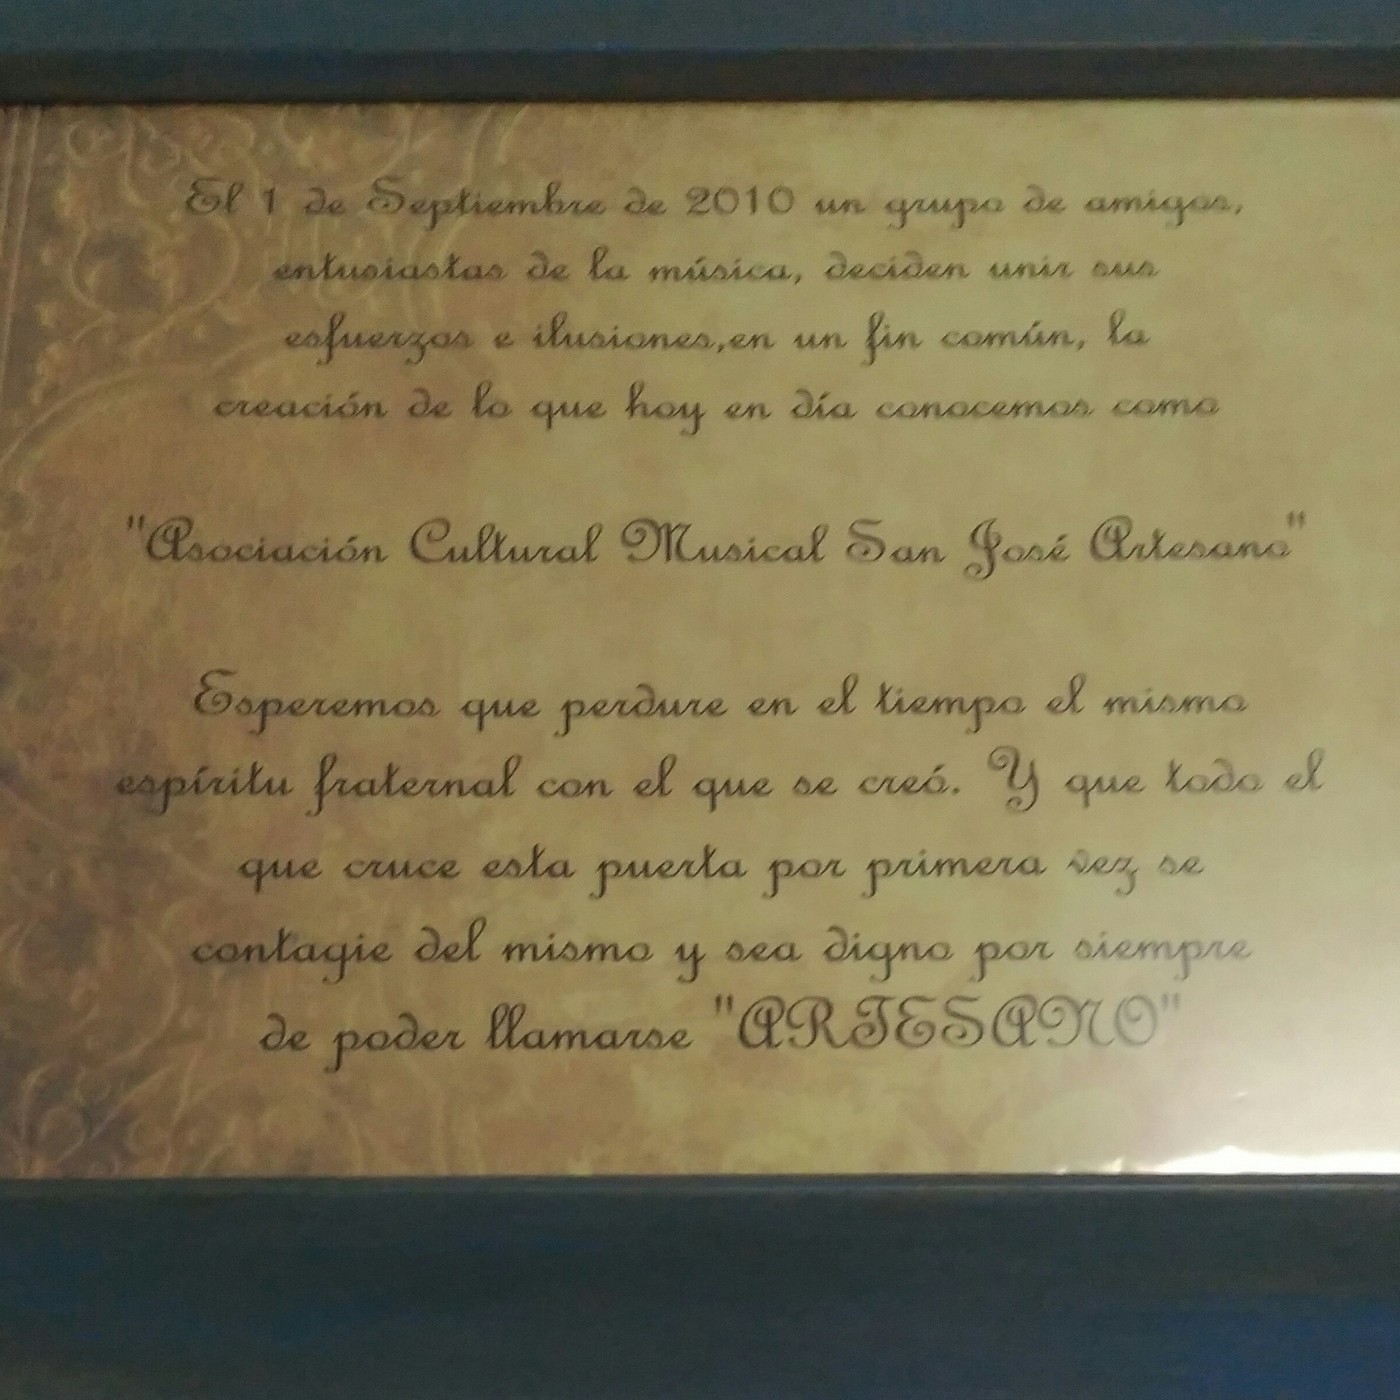 El 1 de Septiembre de 2010 un grupo de amigos,
entusiastas de la música, deciden unir sus
esfuerzos e ilusiones,en un fin común, la
creación de lo que hoy en día conocemos como
"Asociación Cultural Musical San José Artesano"
Esperemos que perdure en el tiempo el mismo
espíritu fraternal con el que se creó. Y que todo el
que cruce esta puerta por primera vez se
contagie del mismo y sea digno por siempre
de poder llamarse "ARTESANO"